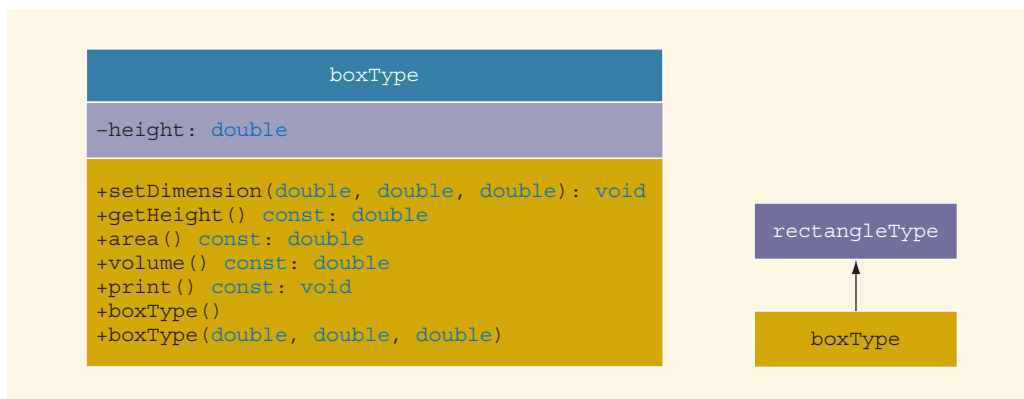 boxType
-height: double
+setDimension(double, double, double): void
+getHeight() const: double
+area() const: double
+volume() const: double
+print() const: void
+boxType()
+boxType(double, double, double)
rectangleType
boxType